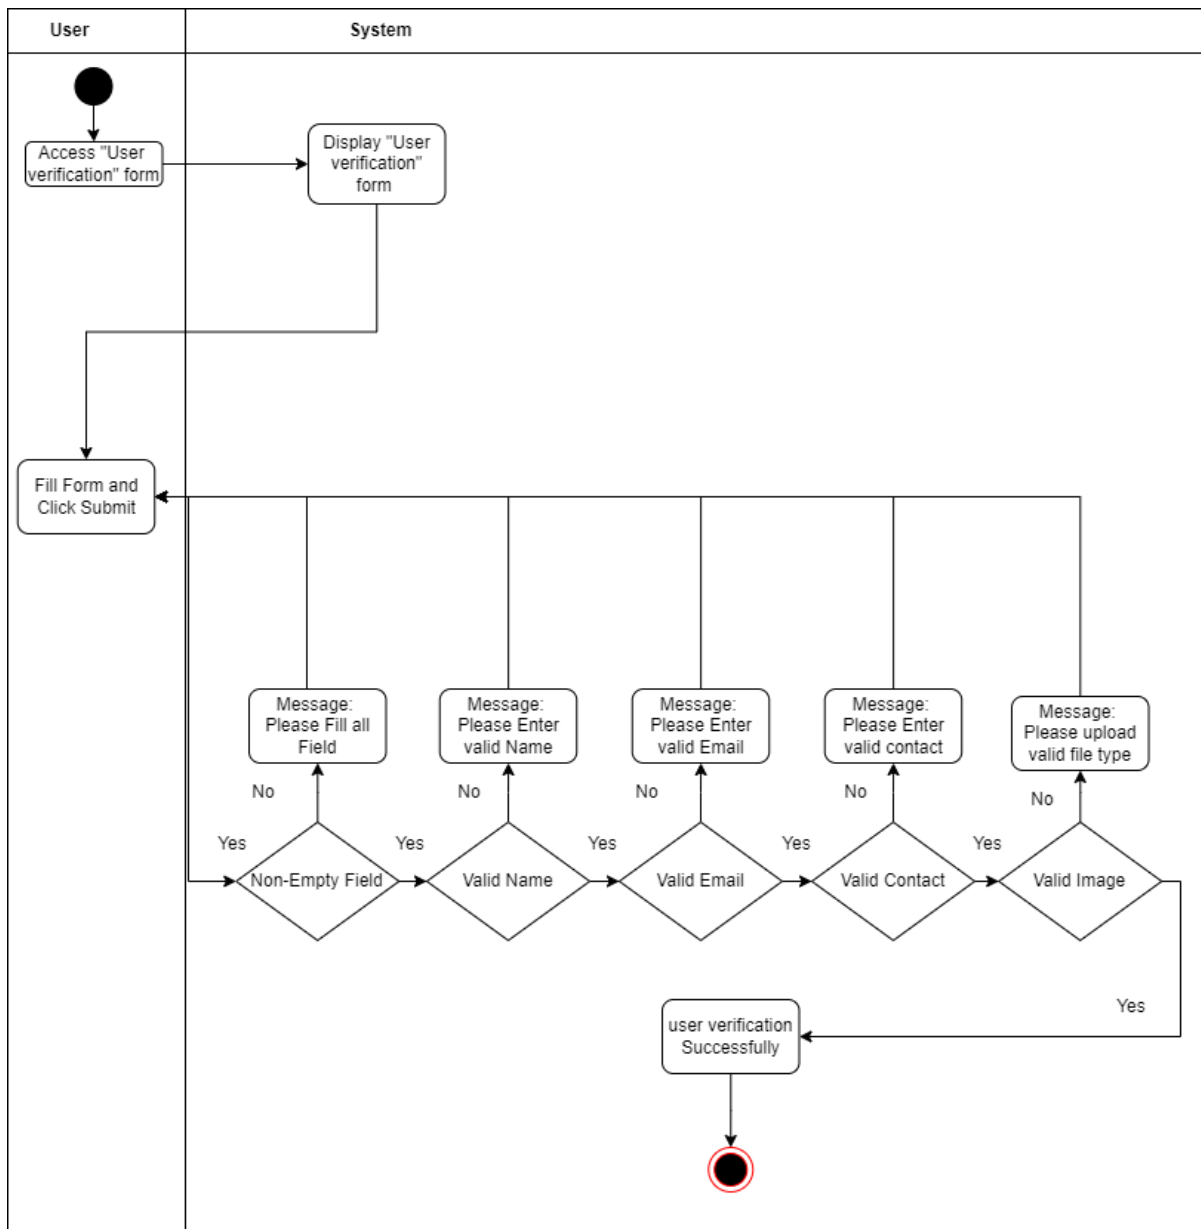 User
System
Access "User
verification" form
Display "User
verification"
form
Fill Form and
Click Submit
Message:
Please Fill all
Field
Message:
Please Enter
valid Name
Message:
Please Enter
valid Email
Message:
Please Enter
valid contact
Message:
Please upload
valid file type
No
No
No
No
No
Yes
Yes
Yes
Yes
Yes
Non-Empty Field
Valid Name
Valid Email
Valid Contact
Valid Image
Yes
user verification
Successfully